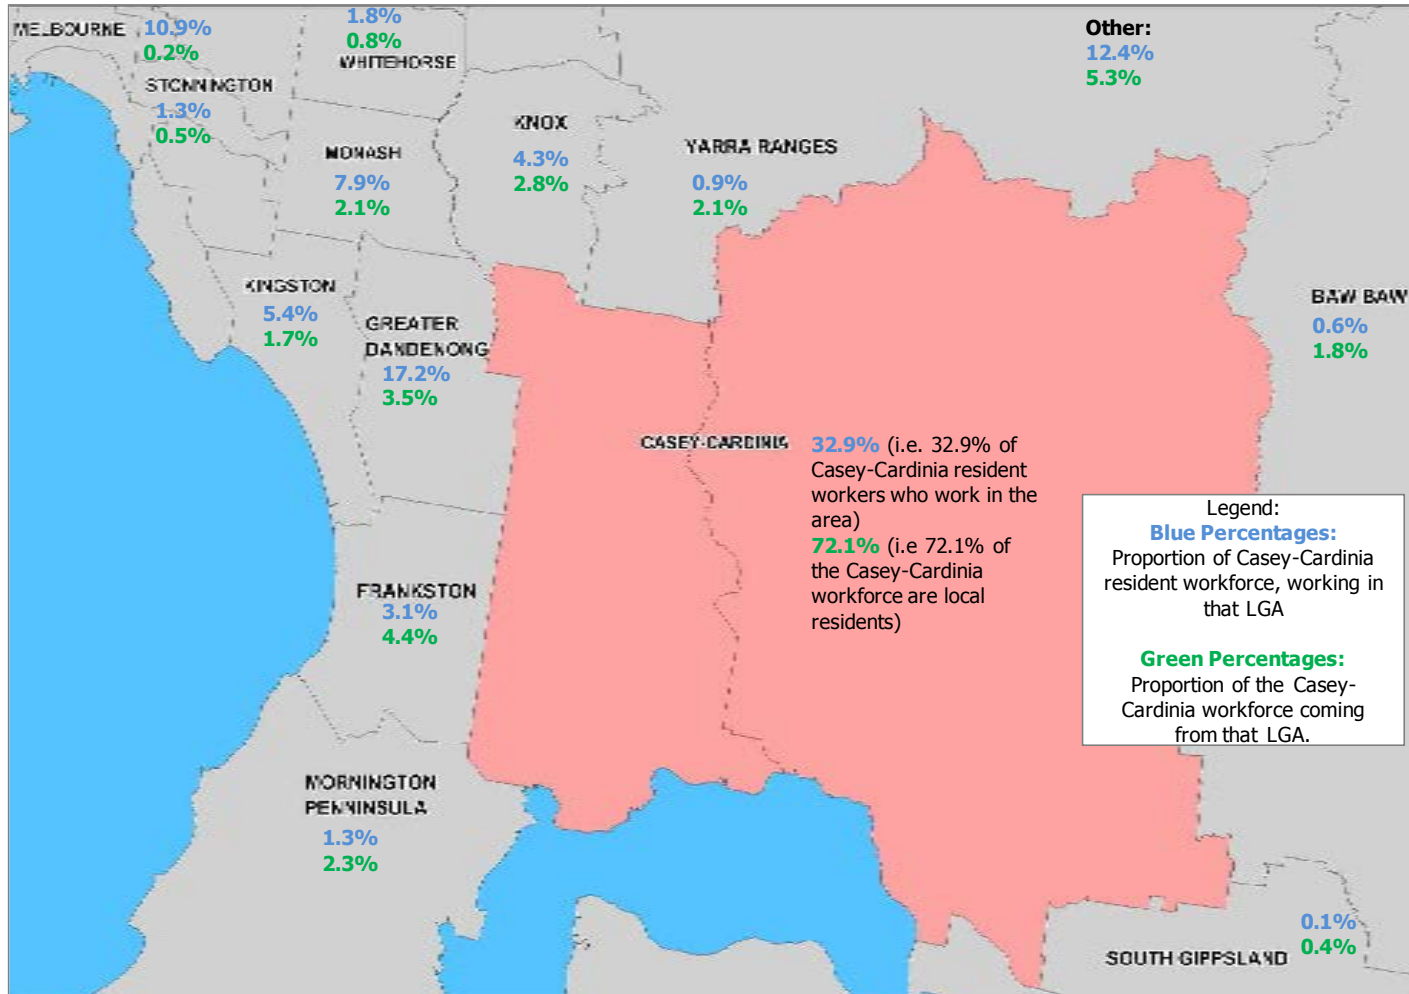 MELBOURNE
10.9%
0.2%
1.8%
0.8%
WHITEHORSE
Other:
12.4%
5.3%
STONNINGTON
1.3%
0.5%
MONASH
7.9%
2.1%
KNOX
4.3%
2.8%
YARRA RANGES
0.9%
2.1%
KINGSTON
5.4%
1.7%
GREATER
DANDENONG
17.2%
3.5%
BAW BAW
0.6%
1.8%
CASEY-CARDINIA
32.9% (i.e. 32.9% of
Casey-Cardinia resident
workers who work in the
area)
72.1% (i.e 72.1% of
the Casey-Cardinia
workforce are local
residents)
Legend:
Blue Percentages:
Proportion of Casey-Cardinia
resident workforce, working in
that LGA
Green Percentages:
Proportion of the Casey-
Cardinia workforce coming
from that LGA.
FRANKSTON
3.1%
4.4%
MORNINGTON
PENNINSULA
1.3%
2.3%
SOUTH GIPPSLAND
0.1%
0.4%